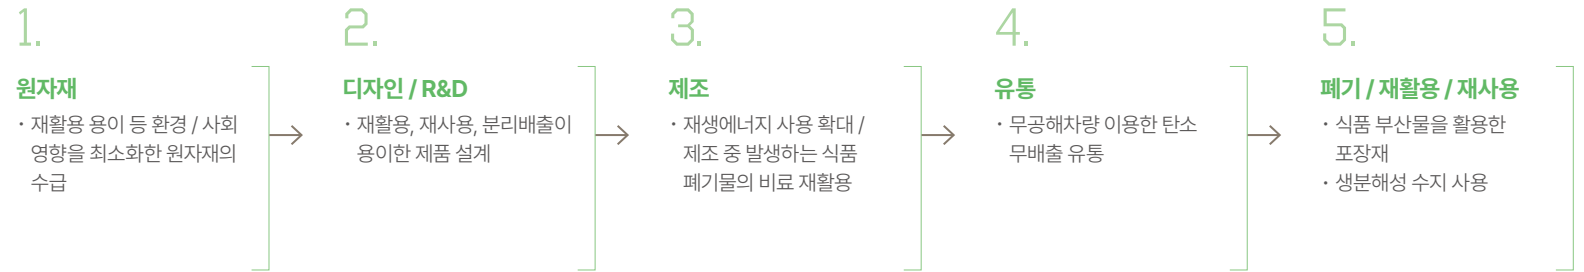 1.
원자재
· 재활용 용이 등 환경 / 사회
영향을 최소화한 원자재의
수급
2.
디자인 / R&D
· 재활용, 재사용, 분리배출이
용이한 제품 설계
3.
제조
· 재생에너지 사용 확대 /
제조 중 발생하는 식품
폐기물의 비료 재활용
4.
유통
· 무공해차량 이용한 탄소
무배출 유통
5.
폐기 / 재활용 / 재사용
· 식품 부산물을 활용한
포장재
· 생분해성 수지 사용